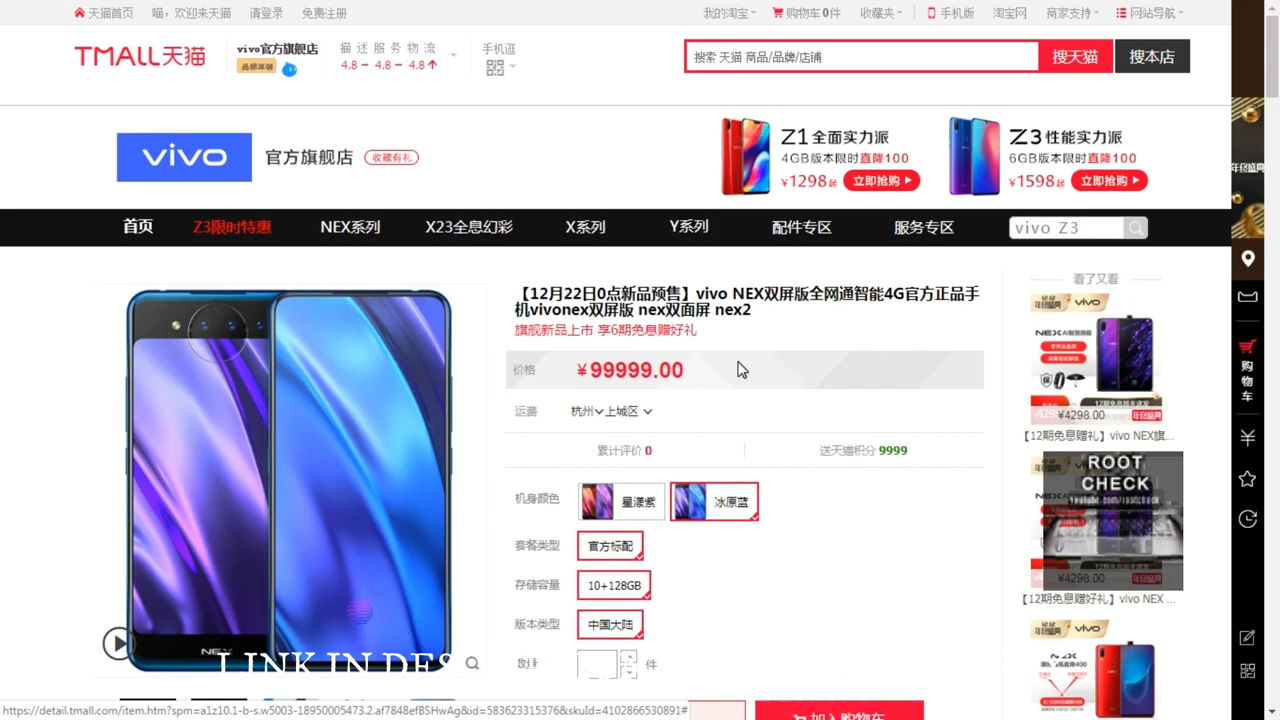 天猫首页 喵，欢迎来天猫 请登录 免费注册 我的淘宝 购物车0件 收藏夹 手机版 淘宝网 商家支持 网站导航
TMALL天猫 vivo官方旗舰店 描 述 服 务 物 流 手机逛
品牌直销 4.8 4.8 4.8
搜索 天猫 商品/品牌/店铺 搜天猫 搜本店
vivo 官方旗舰店 收藏有礼
Z1 全面实力派 Z3 性能实力派
4GB版本限时直降100 6GB版本限时直降100
¥1298起 立即抢购 ¥1598起 立即抢购
首页 Z3限时特惠 NEX系列 X23全息幻彩 X系列 Y系列 配件专区 服务专区 vivo Z3
【12月22日0点新品预售】vivo NEX双屏版全网通智能4G官方正品手
机vivonex双屏版 nex双面屏 nex2
旗舰新品上市 享6期免息赠好礼
价格 ¥99999.00
运费 杭州 上城区
累计评价 0 送天猫积分 9999
机身颜色 星漾紫 冰原蓝
套餐类型 官方标配
存储容量 10+128GB
版本类型 中国大陆
件
加入购物车
NEX
LINK IN DES
看了又看
vivo
¥4298.00
【12期免息赠礼】vivo NEX旗...
ROOT
CHECK
¥4298.00
【12期免息赠好礼】vivo NEX ...
vivo
购物车
https://detail.tmall.com/item.htm?spm=a1z10.1-b-s.w5003-18950005
7848efBSHwAg&id=583623315376&skuId=4102896530891#